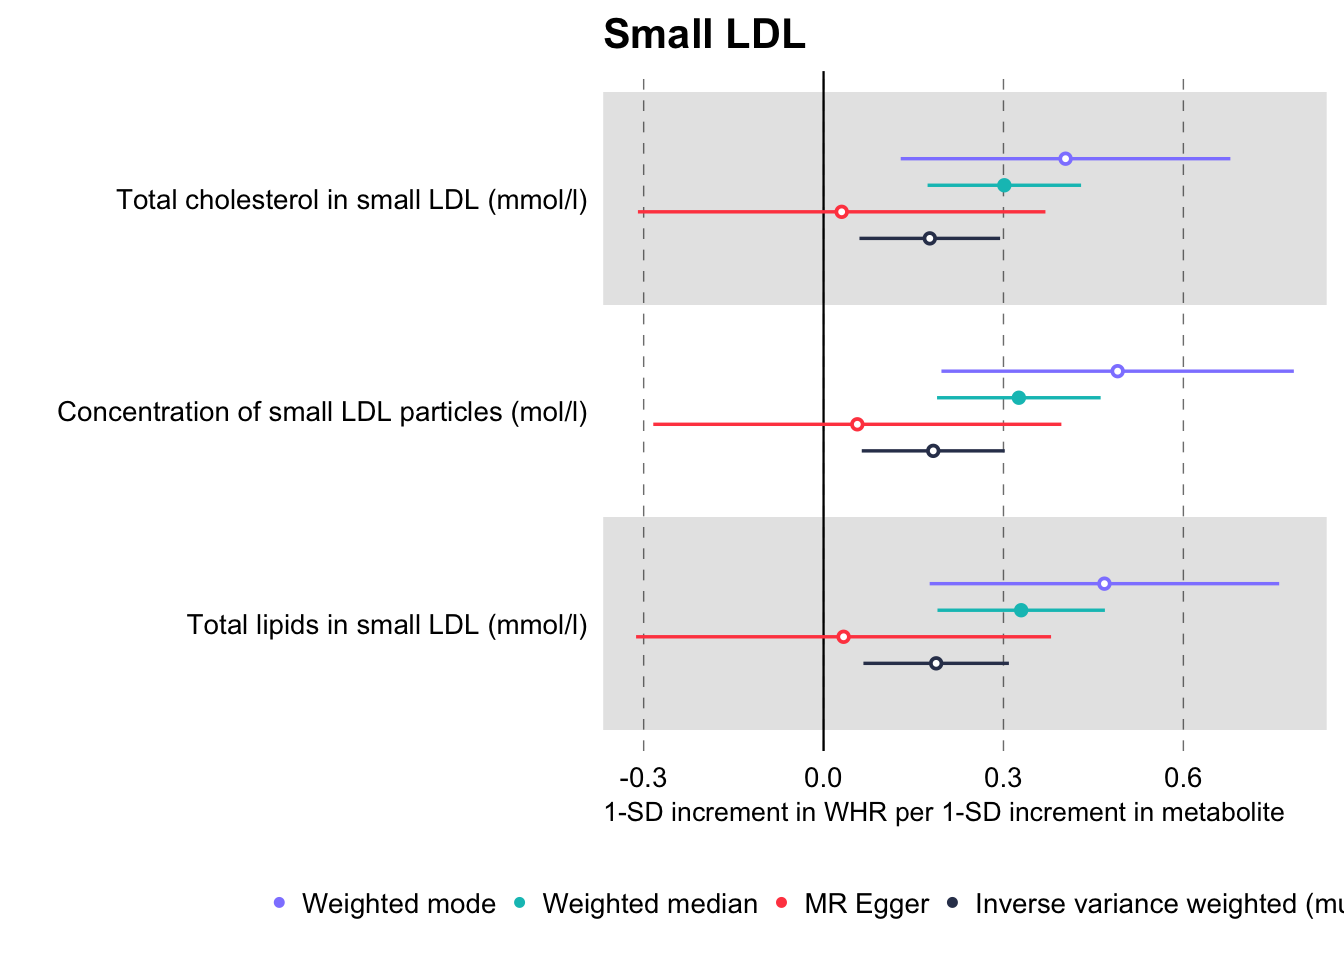 Small LDL
Total cholesterol in small LDL (mmol/l)
Concentration of small LDL particles (mol/l)
Total lipids in small LDL (mmol/l)
-0.3 0.0 0.3 0.6
1-SD increment in WHR per 1-SD increment in metabolite
Weighted mode Weighted median MR Egger Inverse variance weighted